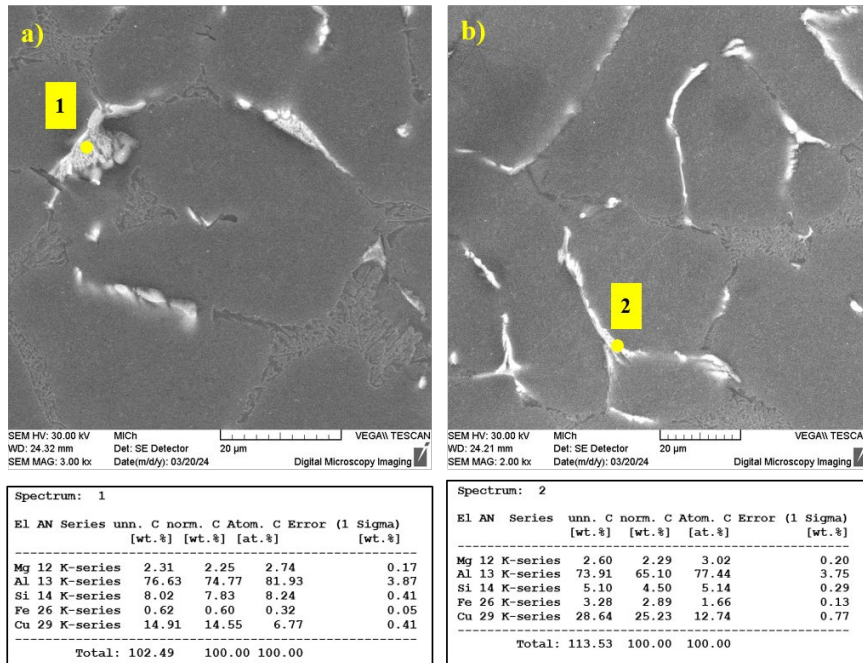 a)
1
SEM HV: 30.00 kV MICh VEGA\\ TESCAN
WD: 24.32 mm Det: SE Detector 20 µm
SEM MAG: 3.00 kx Date(m/d/y): 03/20/24 Digital Microscopy Imaging
b)
2
SEM HV: 30.00 kV MICh VEGA\\ TESCAN
WD: 24.21 mm Det: SE Detector 20 µm
SEM MAG: 2.00 kx Date(m/d/y): 03/20/24 Digital Microscopy Imaging
Spectrum: 1
El AN Series unn. C norm. C Atom. C Error (1 Sigma)
[wt.%] [wt.%] [at.%] [wt.%]
Mg 12 K-series 2.31 2.25 2.74 0.17
Al 13 K-series 76.63 74.77 81.93 3.87
Si 14 K-series 8.02 7.83 8.24 0.41
Fe 26 K-series 0.62 0.60 0.32 0.05
Cu 29 K-series 14.91 14.55 6.77 0.41
Total: 102.49 100.00 100.00
Spectrum: 2
El AN Series unn. C norm. C Atom. C Error (1 Sigma)
[wt.%] [wt.%] [at.%] [wt.%]
Mg 12 K-series 2.60 2.29 3.02 0.20
Al 13 K-series 73.91 65.10 77.44 3.75
Si 14 K-series 5.10 4.50 5.14 0.29
Fe 26 K-series 3.28 2.89 1.66 0.13
Cu 29 K-series 28.64 25.23 12.74 0.77
Total: 113.53 100.00 100.00